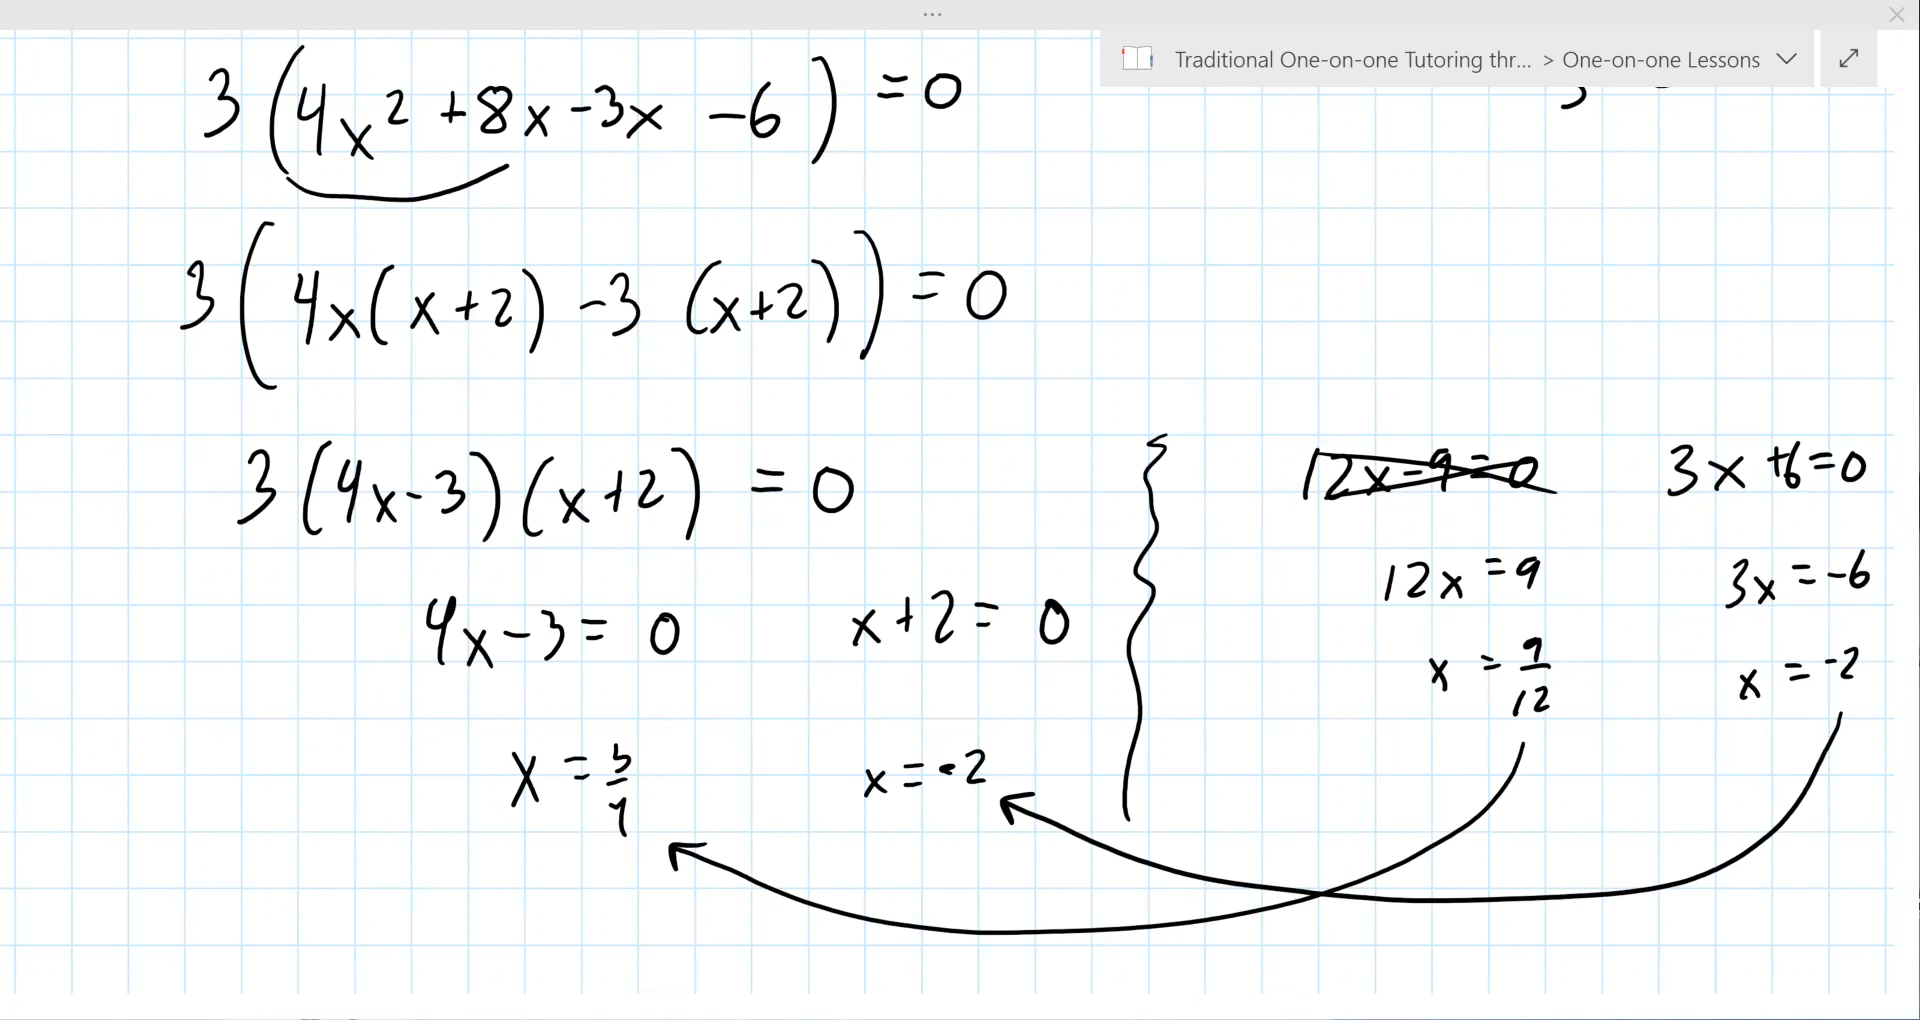 ...
Traditional One-on-one Tutoring thr... > One-on-one Lessons
3(4x² +8x -3x -6) =0
3(4x(x+2) -3 (x+2)) = 0
3(4x-3)(x+2) = 0
4x-3= 0
x+2= 0
x = 3/4
x = -2
12x-9=0
12x =9
x = 9/12
3x +6=0
3x =-6
x = -2